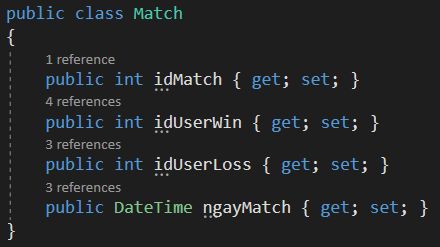 public class Match
{
1 reference
public int idMatch { get; set; }
4 references
public int idUserWin { get; set; }
3 references
public int idUserLoss { get; set; }
3 references
public DateTime ngayMatch { get; set; }
}